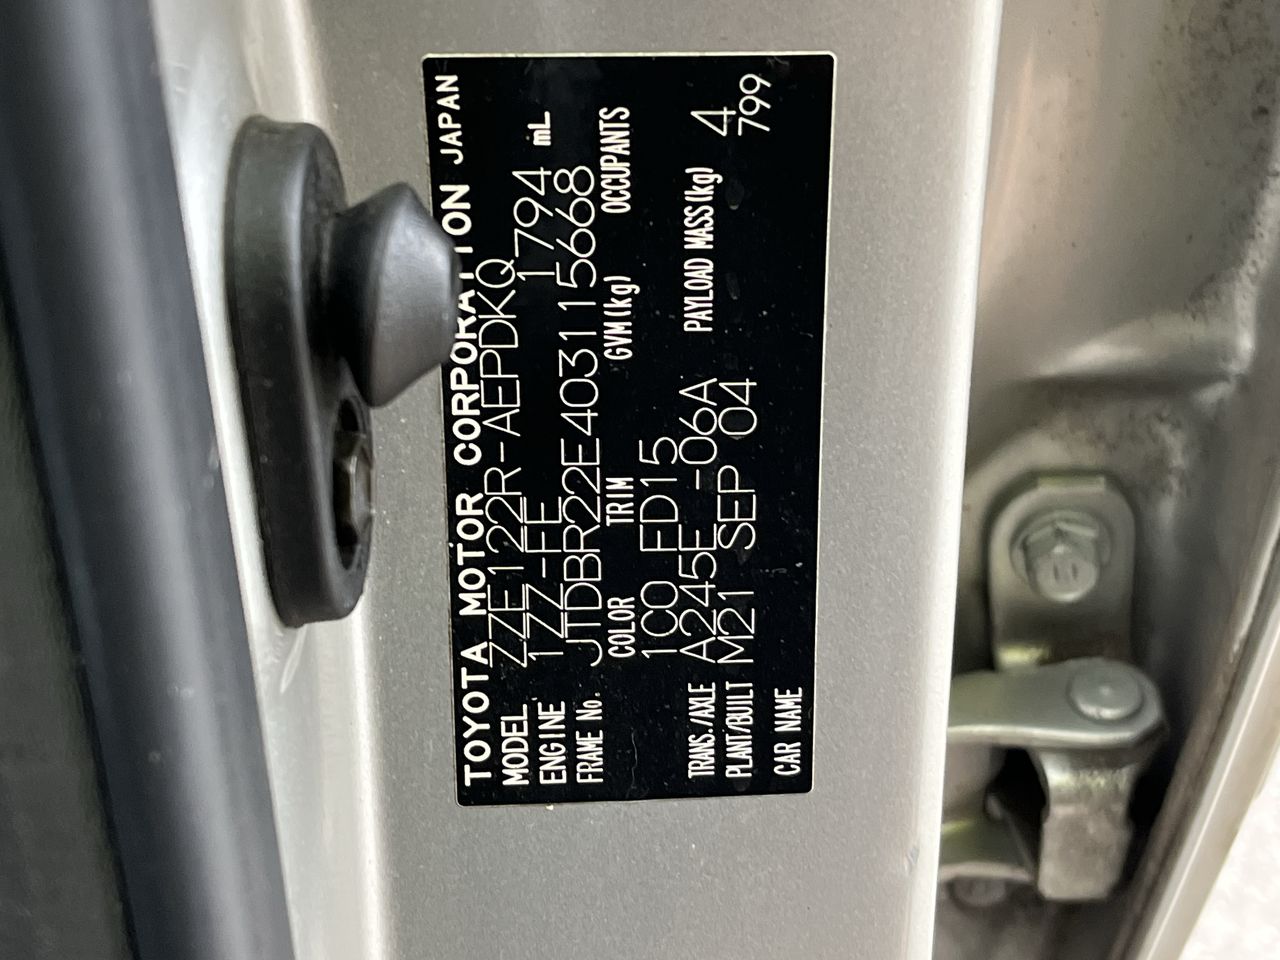 TOYOTA MOTOR CORPORATION JAPAN
MODEL ZZE122R-AEPDKQ
ENGINE 1ZZ-FE 1794 mL
FRAME No. JTDBR22E403115668
COLOR TRIM GVM(kg) OCCUPANTS
1C0 FD15
TRANS./AXLE A245E -06A PAYLOAD MASS(kg) 4
PLANT/BUILT M21 SEP 04 799
CAR NAME